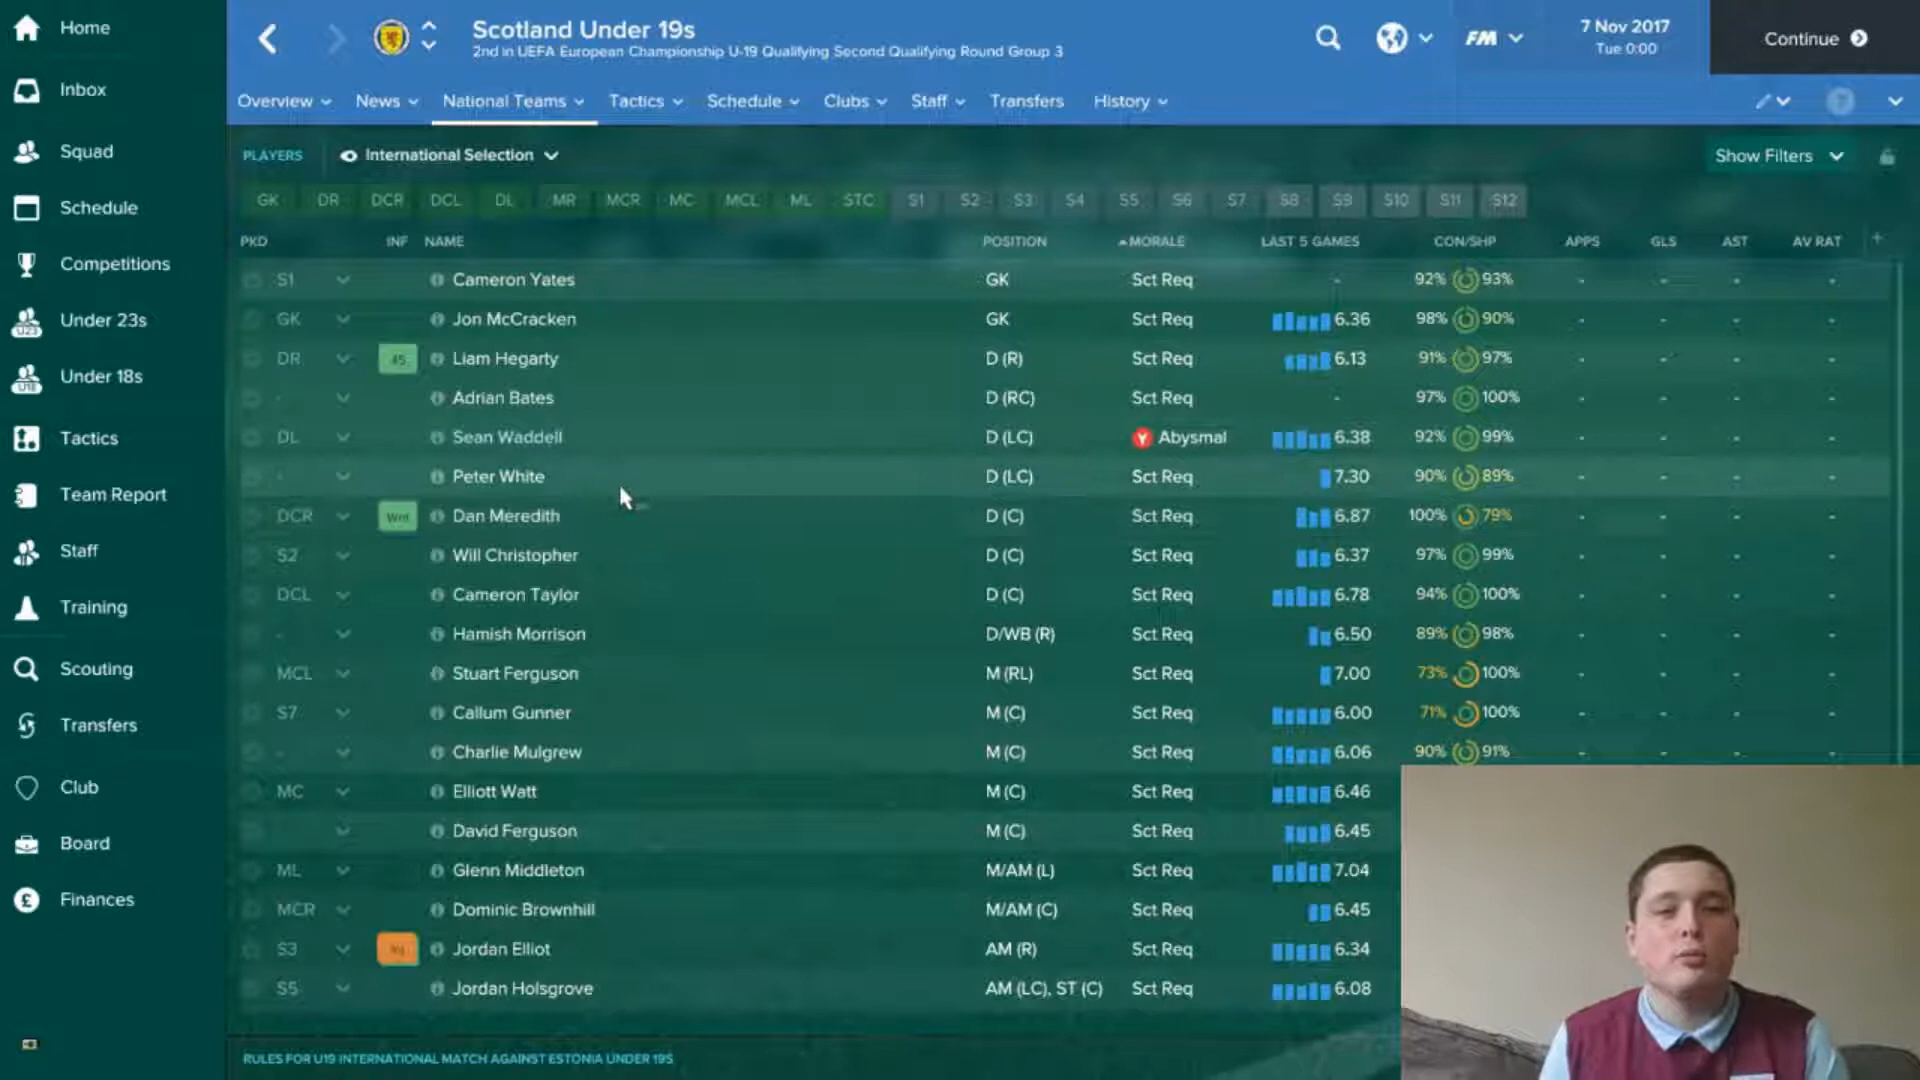 Home
Inbox
Squad
Schedule
Competitions
Under 23s
Under 18s
Tactics
Team Report
Staff
Training
Scouting
Transfers
Club
Board
Finances
Scotland Under 19s
2nd in UEFA European Championship U-19 Qualifying Second Qualifying Round Group 3
FM
7 Nov 2017
Tue 0:00
Continue
Overview News National Teams Tactics Schedule Clubs Staff Transfers History
PLAYERS International Selection Show Filters
GK DR DCR DCL DL MR MCR MC MCL ML STC S1 S2 S3 S4 S5 S6 S7 S8 S9 S10 S11 S12
PKD INF NAME POSITION MORALE LAST 5 GAMES CON/SHP APPS GLS AST AV RAT +
S1 Cameron Yates GK Sct Req - 92% 93% - - - -
GK Jon McCracken GK Sct Req 6.36 98% 90% - - - -
DR 45 Liam Hegarty D (R) Sct Req 6.13 91% 97% - - - -
- Adrian Bates D (RC) Sct Req - 97% 100% - - - -
DL Sean Waddell D (LC) Y Abysmal 6.38 92% 99% - - - -
- Peter White D (LC) Sct Req 7.30 90% 89% - - - -
DCR Wnt Dan Meredith D (C) Sct Req 6.87 100% 79% - - - -
S2 Will Christopher D (C) Sct Req 6.37 97% 99% - - - -
DCL Cameron Taylor D (C) Sct Req 6.78 94% 100% - - - -
- Hamish Morrison D/WB (R) Sct Req 6.50 89% 98% - - - -
MCL Stuart Ferguson M (RL) Sct Req 7.00 73% 100% - - - -
S7 Callum Gunner M (C) Sct Req 6.00 71% 100% - - - -
- Charlie Mulgrew M (C) Sct Req 6.06 90% 91% - - - -
MC Elliott Watt M (C) Sct Req 6.46
David Ferguson M (C) Sct Req 6.45
ML Glenn Middleton M/AM (L) Sct Req 7.04
MCR Dominic Brownhill M/AM (C) Sct Req 6.45
S3 Jordan Elliot AM (R) Sct Req 6.34
S5 Jordan Holsgrove AM (LC), ST (C) Sct Req 6.08
RULES FOR U19 INTERNATIONAL MATCH AGAINST ESTONIA UNDER 19S